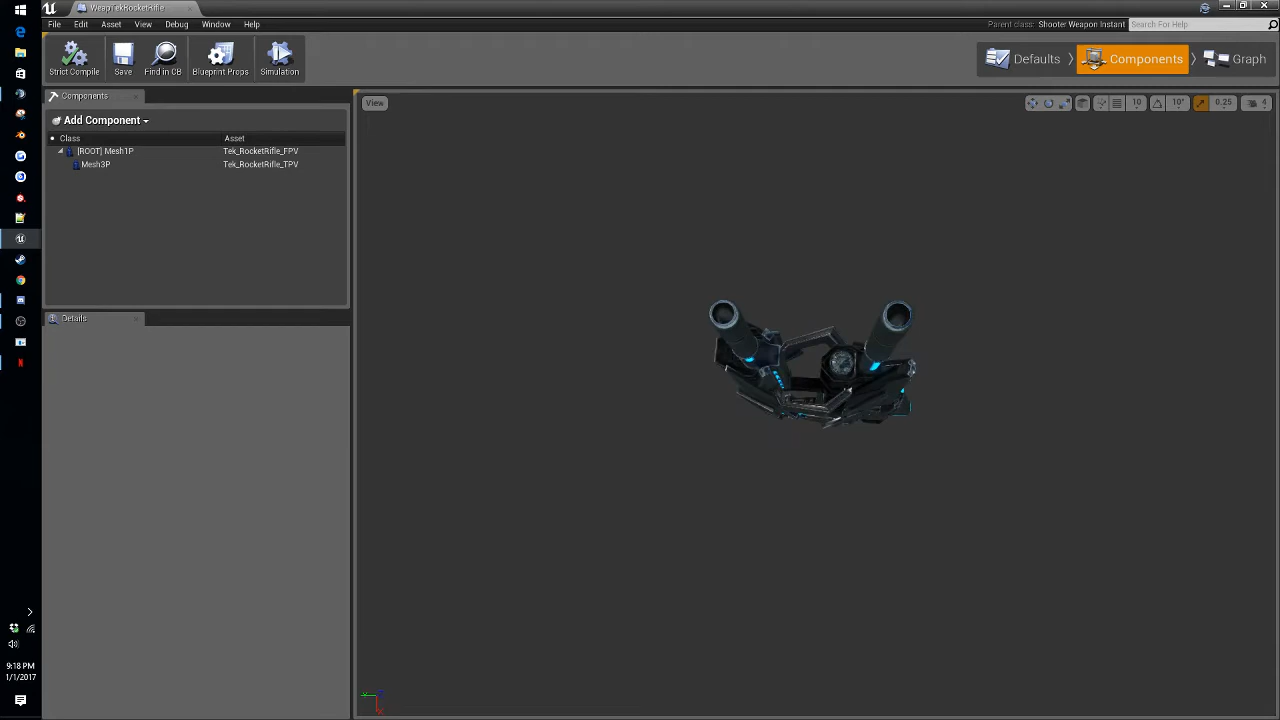 WeapTekRocketRifle
File Edit Asset View Debug Window Help
Parent class: Shooter Weapon Instant
Search For Help
Strict Compile
Save
Find in CB
Blueprint Props
Simulation
Defaults
Components
Graph
Components
Add Component
Class Asset
[ROOT] Mesh1P Tek_RocketRifle_FPV
Mesh3P Tek_RocketRifle_TPV
Details
View
10 10° 0.25 4
9:18 PM
1/1/2017